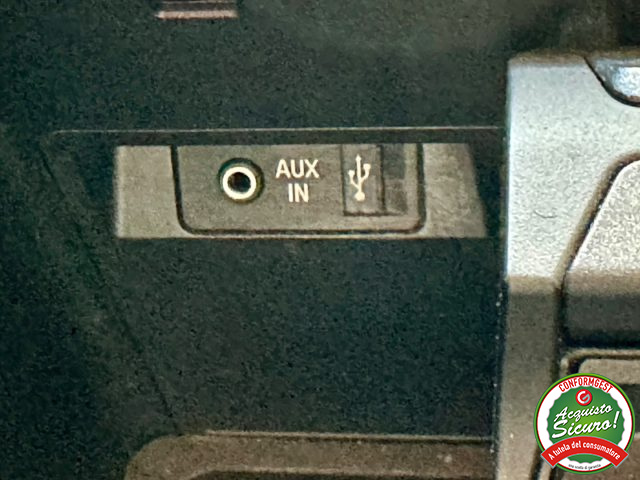 AUX
IN
CONFORMGEST
Acquisto
Sicuro!
A tutela del consumatore